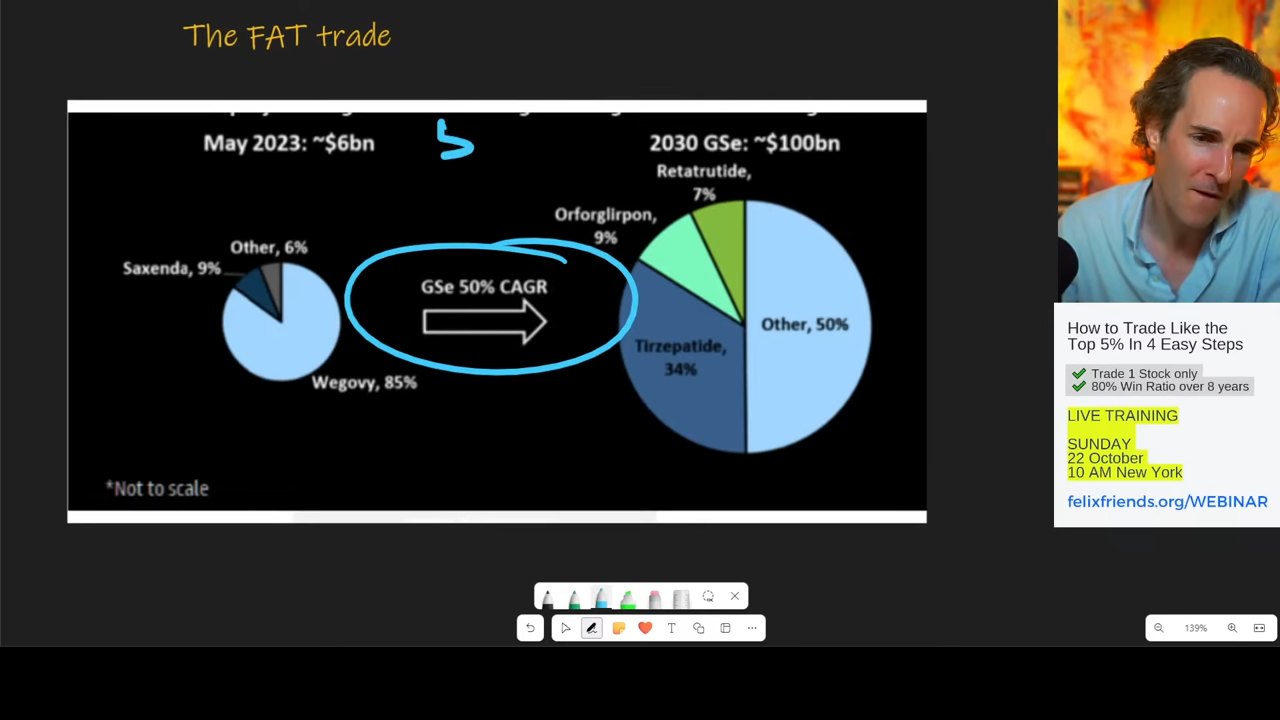 The FAT trade
May 2023: ~$6bn
5
2030 GSe: ~$100bn
Retatrutide,
7%
Orforglirpon,
9%
Other, 6%
Saxenda, 9%
GSe 50% CAGR
Other, 50%
Tirzepatide,
34%
Wegovy, 85%
*Not to scale
How to Trade Like the
Top 5% In 4 Easy Steps
Trade 1 Stock only
80% Win Ratio over 8 years
LIVE TRAINING
SUNDAY
22 October
10 AM New York
felixfriends.org/WEBINAR
T
139%